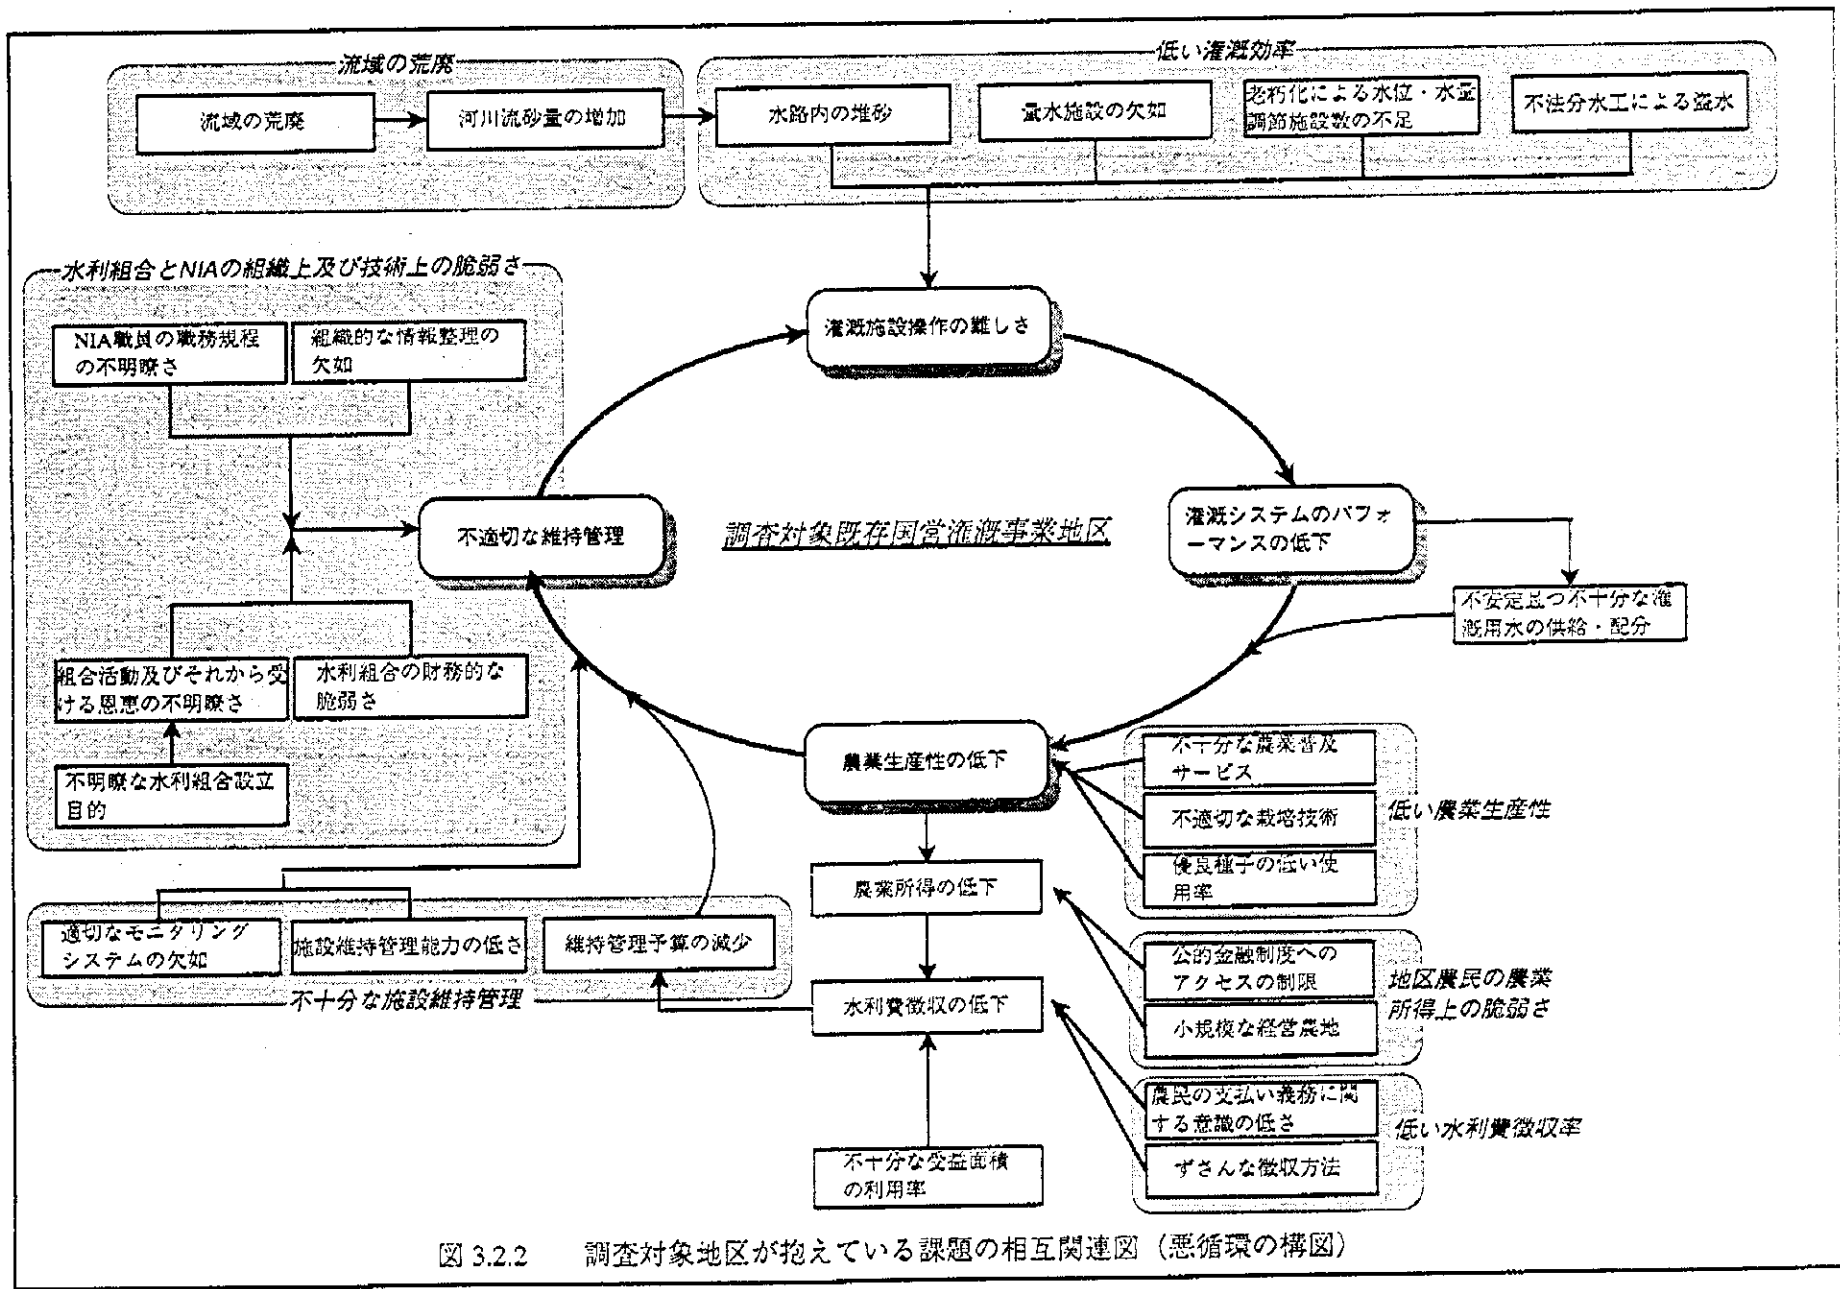 流域の荒廃
低い灌漑効率
流域の荒廃
河川流砂量の増加
水路内の堆砂
量水施設の欠如
老朽化による水位・水量
調節施設数の不足
不法分水工による盗水
水利組合とNIAの組織上及び技術上の脆弱さ
NIA職員の職務規程
の不明瞭さ
組織的な情報整理の
欠如
灌漑施設操作の難しさ
不適切な維持管理
調査対象既存国営灌漑事業地区
灌漑システムのパフォ
ーマンスの低下
不安定且つ不十分な灌
漑用水の供給・配分
組合活動及びそれから受
ける恩恵の不明瞭さ
水利組合の財務的な
脆弱さ
不明瞭な水利組合設立
目的
農業生産性の低下
不十分な農業普及
サービス
不適切な栽培技術
優良種子の低い使
用率
低い農業生産性
農業所得の低下
適切なモニタリング
システムの欠如
施設維持管理能力の低さ
維持管理予算の減少
不十分な施設維持管理
水利費徴収の低下
公的金融制度への
アクセスの制限
小規模な経営農地
地区農民の農業
所得上の脆弱さ
農民の支払い義務に関
する意識の低さ
ずさんな徴収方法
低い水利費徴収率
不十分な受益面積
の利用率
図 3.2.2 調査対象地区が抱えている課題の相互関連図（悪循環の構図）